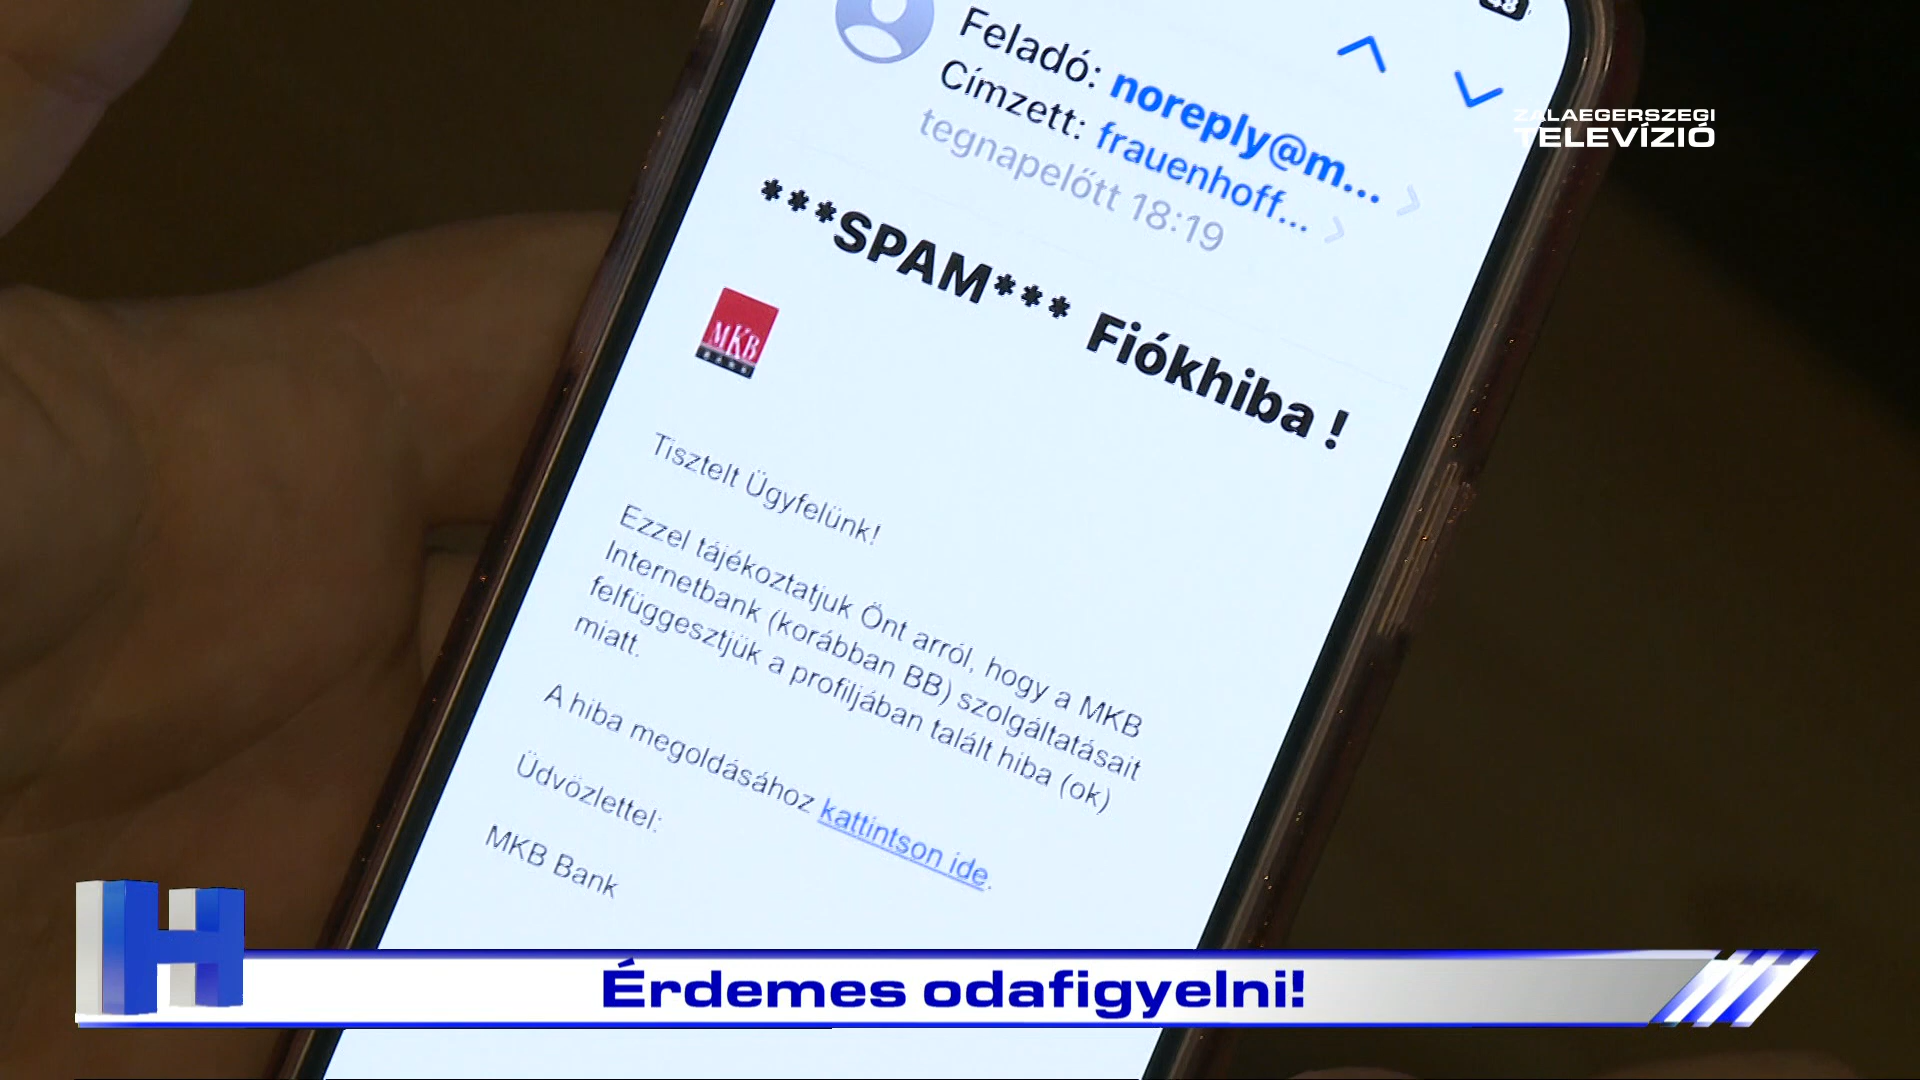 Feladó: noreply@m...
Címzett: frauenhoff...
tegnapelőtt 18:19
ZALAEGERSZEGI
TELEVÍZIÓ
***SPAM*** Fiókhiba !
MKB
BANK
Tisztelt Ügyfelünk!
Ezzel tájékoztatjuk Önt arról, hogy a MKB
Internetbank (korábban BB) szolgáltatásait
felfüggesztjük a profiljában talált hiba (ok)
miatt.
A hiba megoldásához kattintson ide.
Üdvözlettel:
MKB Bank
H
Érdemes odafigyelni!